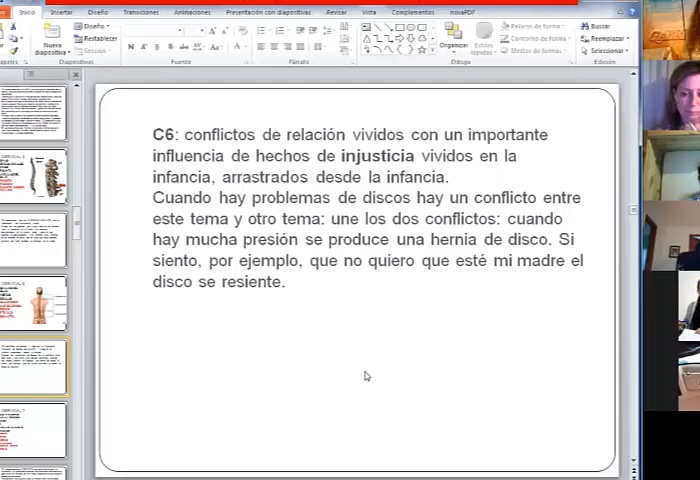 Inicio
Insertar
Diseño
Transiciones
Animaciones
Presentación con diapositivas
Revisar
Vista
Complementos
novaPDF
Nueva
diapositiva
Diseño
Restablecer
Sección
Diapositivas
Fuente
Párrafo
Organizar
Estilos
rápidos
Relleno de forma
Contorno de forma
Efectos de formas
Dibujo
Buscar
Reemplazar
Seleccionar
Edición
C6: conflictos de relación vividos con un importante
influencia de hechos de injusticia vividos en la
infancia, arrastrados desde la infancia.
Cuando hay problemas de discos hay un conflicto entre
este tema y otro tema: une los dos conflictos: cuando
hay mucha presión se produce una hernia de disco. Si
siento, por ejemplo, que no quiero que esté mi madre el
disco se resiente.